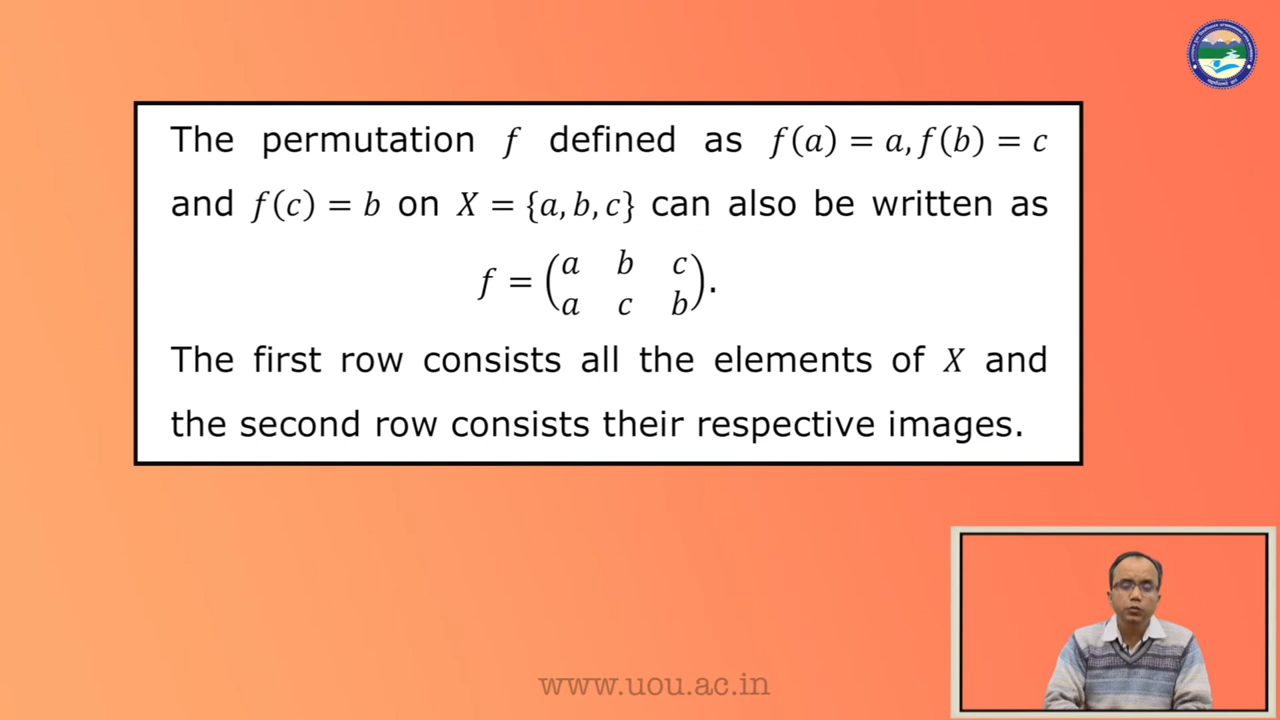 The permutation f defined as f(a) = a, f(b) = c
and f(c) = b on X = {a, b, c} can also be written as
f = (a b c
a c b).
The first row consists all the elements of X and
the second row consists their respective images.
www.uou.ac.in